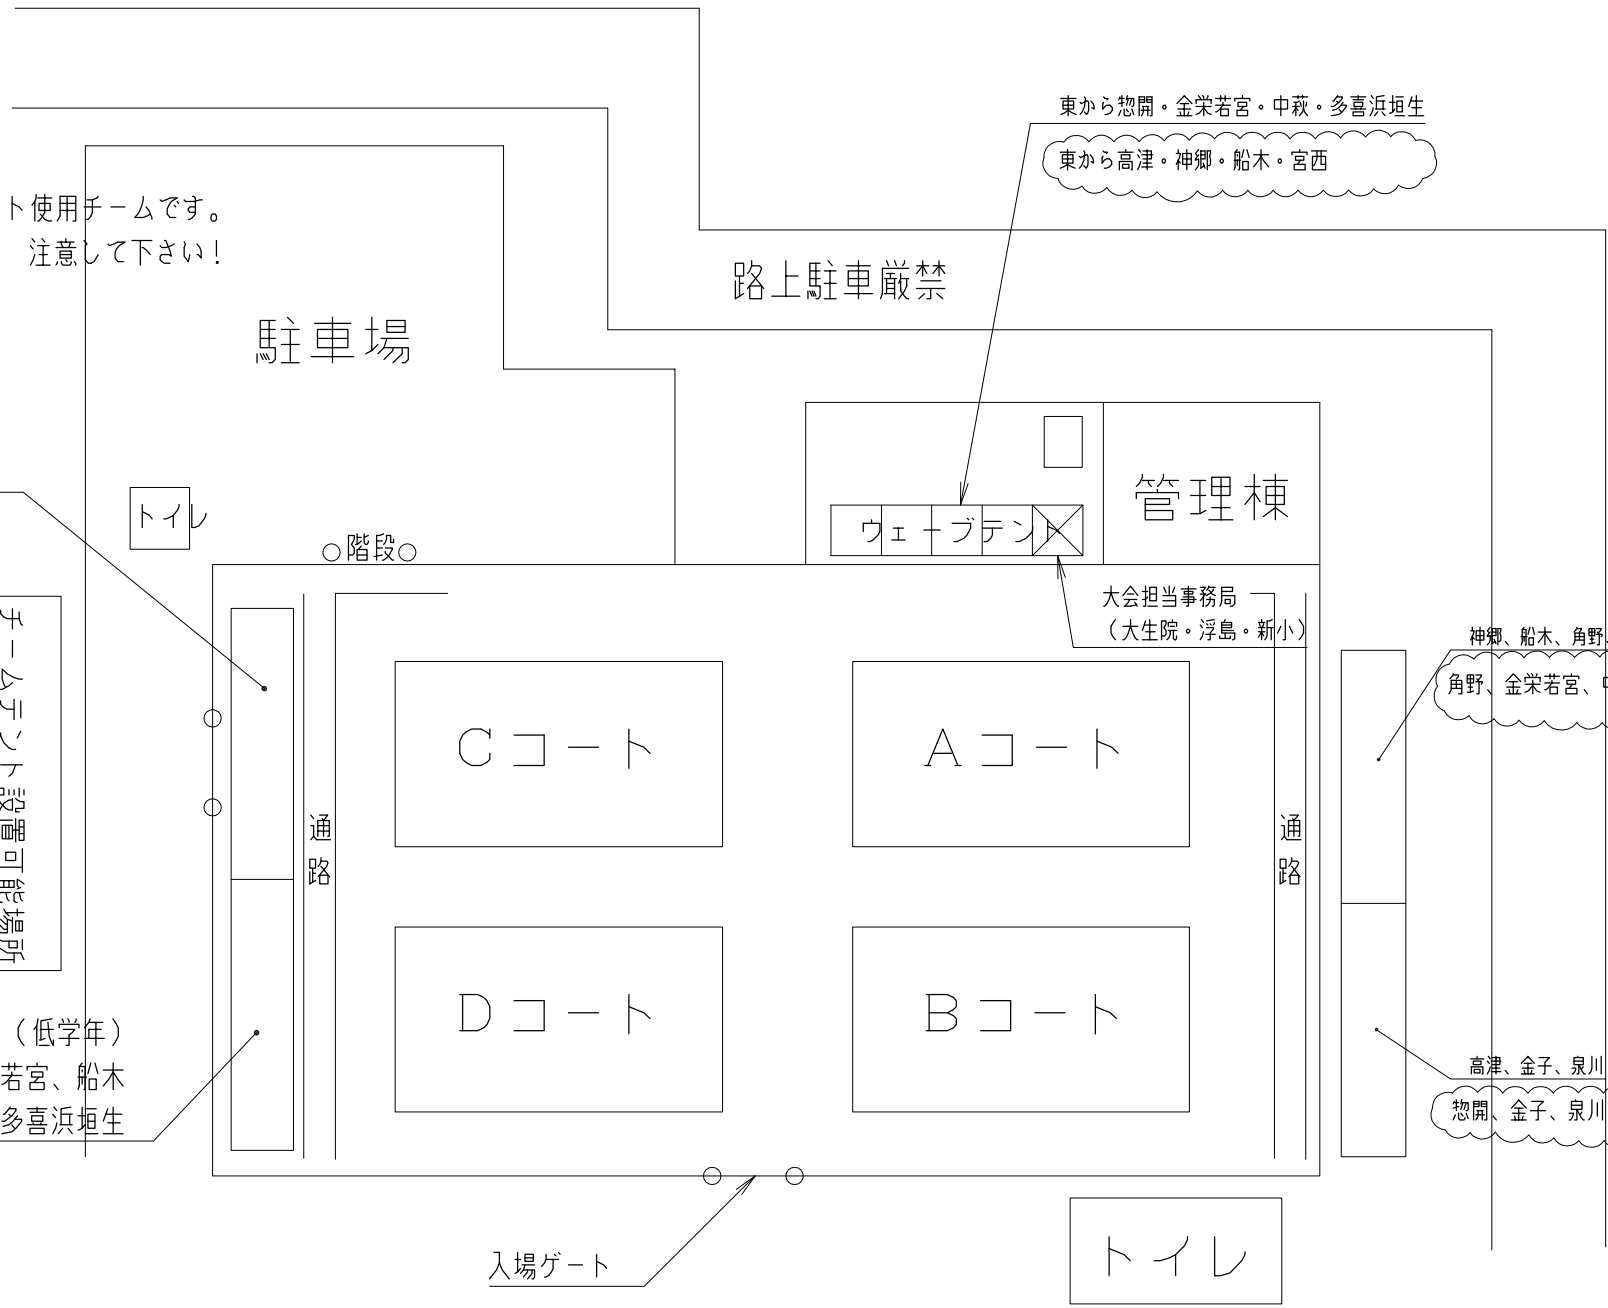 東から惣開・金栄若宮・中萩・多喜浜垣生
東から高津・神郷・船木・宮西
ト使用チームです。
注意して下さい！
路上駐車厳禁
駐車場
管理棟
トイレ
ウェーブテント
階段
大会担当事務局
（大生院・浮島・新小）
チームテント設置可能場所
神郷、船木、角野、
角野、金栄若宮、
Cコート
Aコート
通路
通路
Dコート
Bコート
（低学年）
若宮、船木
多喜浜垣生
高津、金子、泉川
惣開、金子、泉川
入場ゲート
トイレ